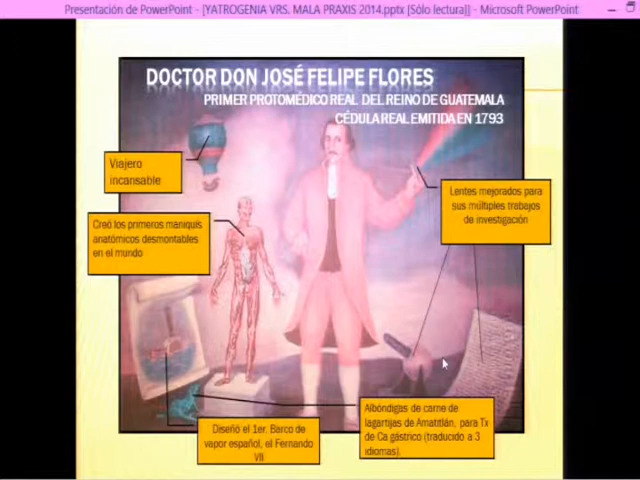 Presentación de PowerPoint - [YATROGENIA VRS. MALA PRAXIS 2014.pptx [Sólo lectura]] - Microsoft PowerPoint
DOCTOR DON JOSÉ FELIPE FLORES
PRIMER PROTOMÉDICO REAL DEL REINO DE GUATEMALA
CÉDULA REAL EMITIDA EN 1793
Viajero
incansable
Lentes mejorados para
sus múltiples trabajos
de investigación
Creó los primeros maniquís
anatómicos desmontables
en el mundo
Albóndigas de carne de
lagartijas de Amatitlán, para Tx
de Ca gástrico (traducido a 3
idiomas).
Diseñó el 1er. Barco de
vapor español, el Fernando
VII